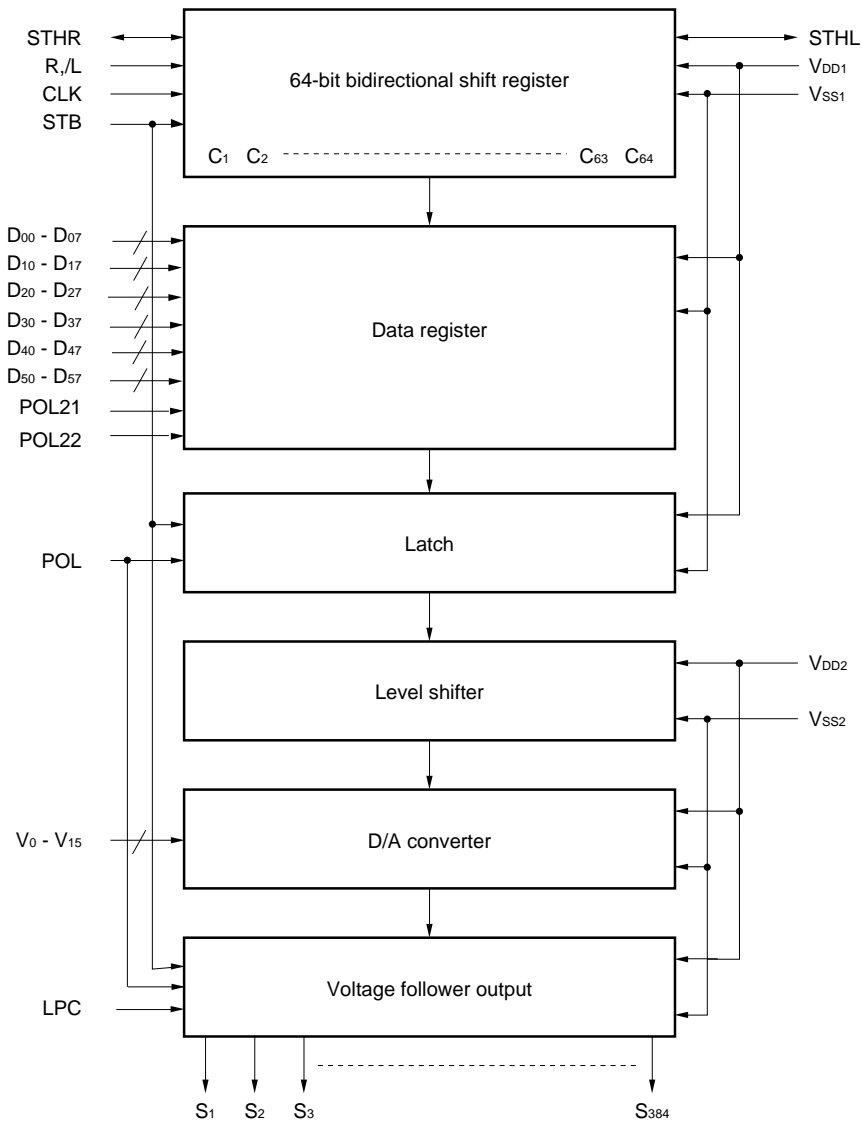 STHR
STHL
R,/L
VDD1
64-bit bidirectional shift register
CLK
VSS1
STB
C1 C2 C63 C64
D00 - D07
D10 - D17
D20 - D27
D30 - D37
Data register
D40 - D47
D50 - D57
POL21
POL22
Latch
POL
VDD2
Level shifter
VSS2
V0 - V15
D/A converter
Voltage follower output
LPC
S1 S2 S3 S384